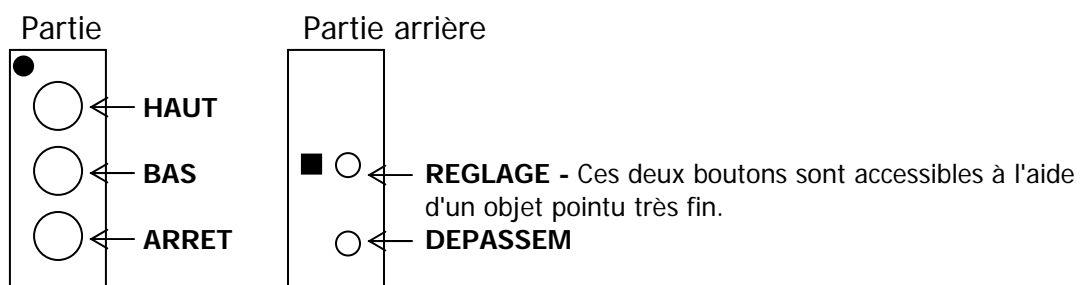 Partie
Partie arrière
HAUT
BAS
REGLAGE - Ces deux boutons sont accessibles à l'aide
d'un objet pointu très fin.
ARRET
DEPASSEM